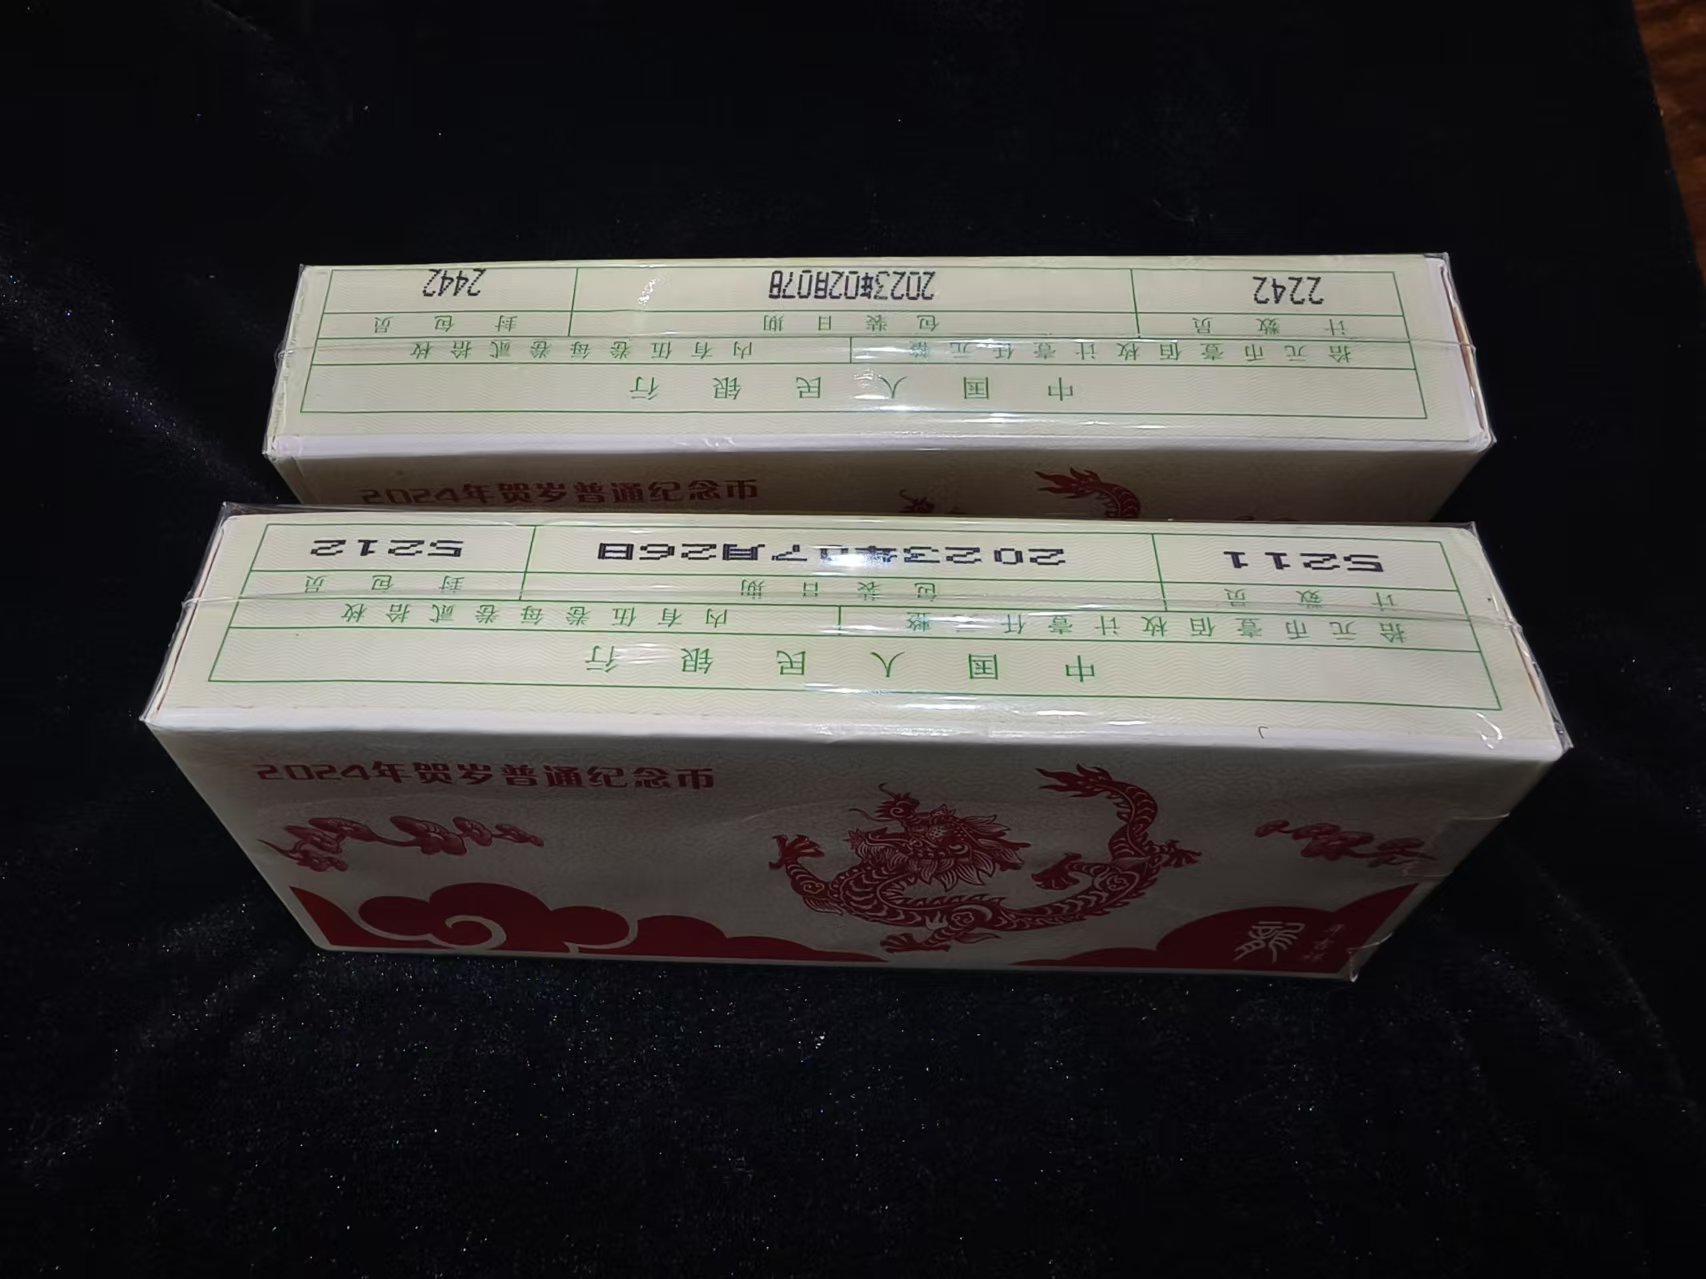 中国人民银行
拾元币壹佰枚计壹仟元整 内有伍卷每卷贰拾枚
计数员 包装日期 封包员
2242 2023年02月07日 2442
2024年贺岁普通纪念币
中国人民银行
拾元币壹佰枚计壹仟元整 内有伍卷每卷贰拾枚
计数员 包装日期 封包员
5211 2023年07月26日 5212
2024年贺岁普通纪念币